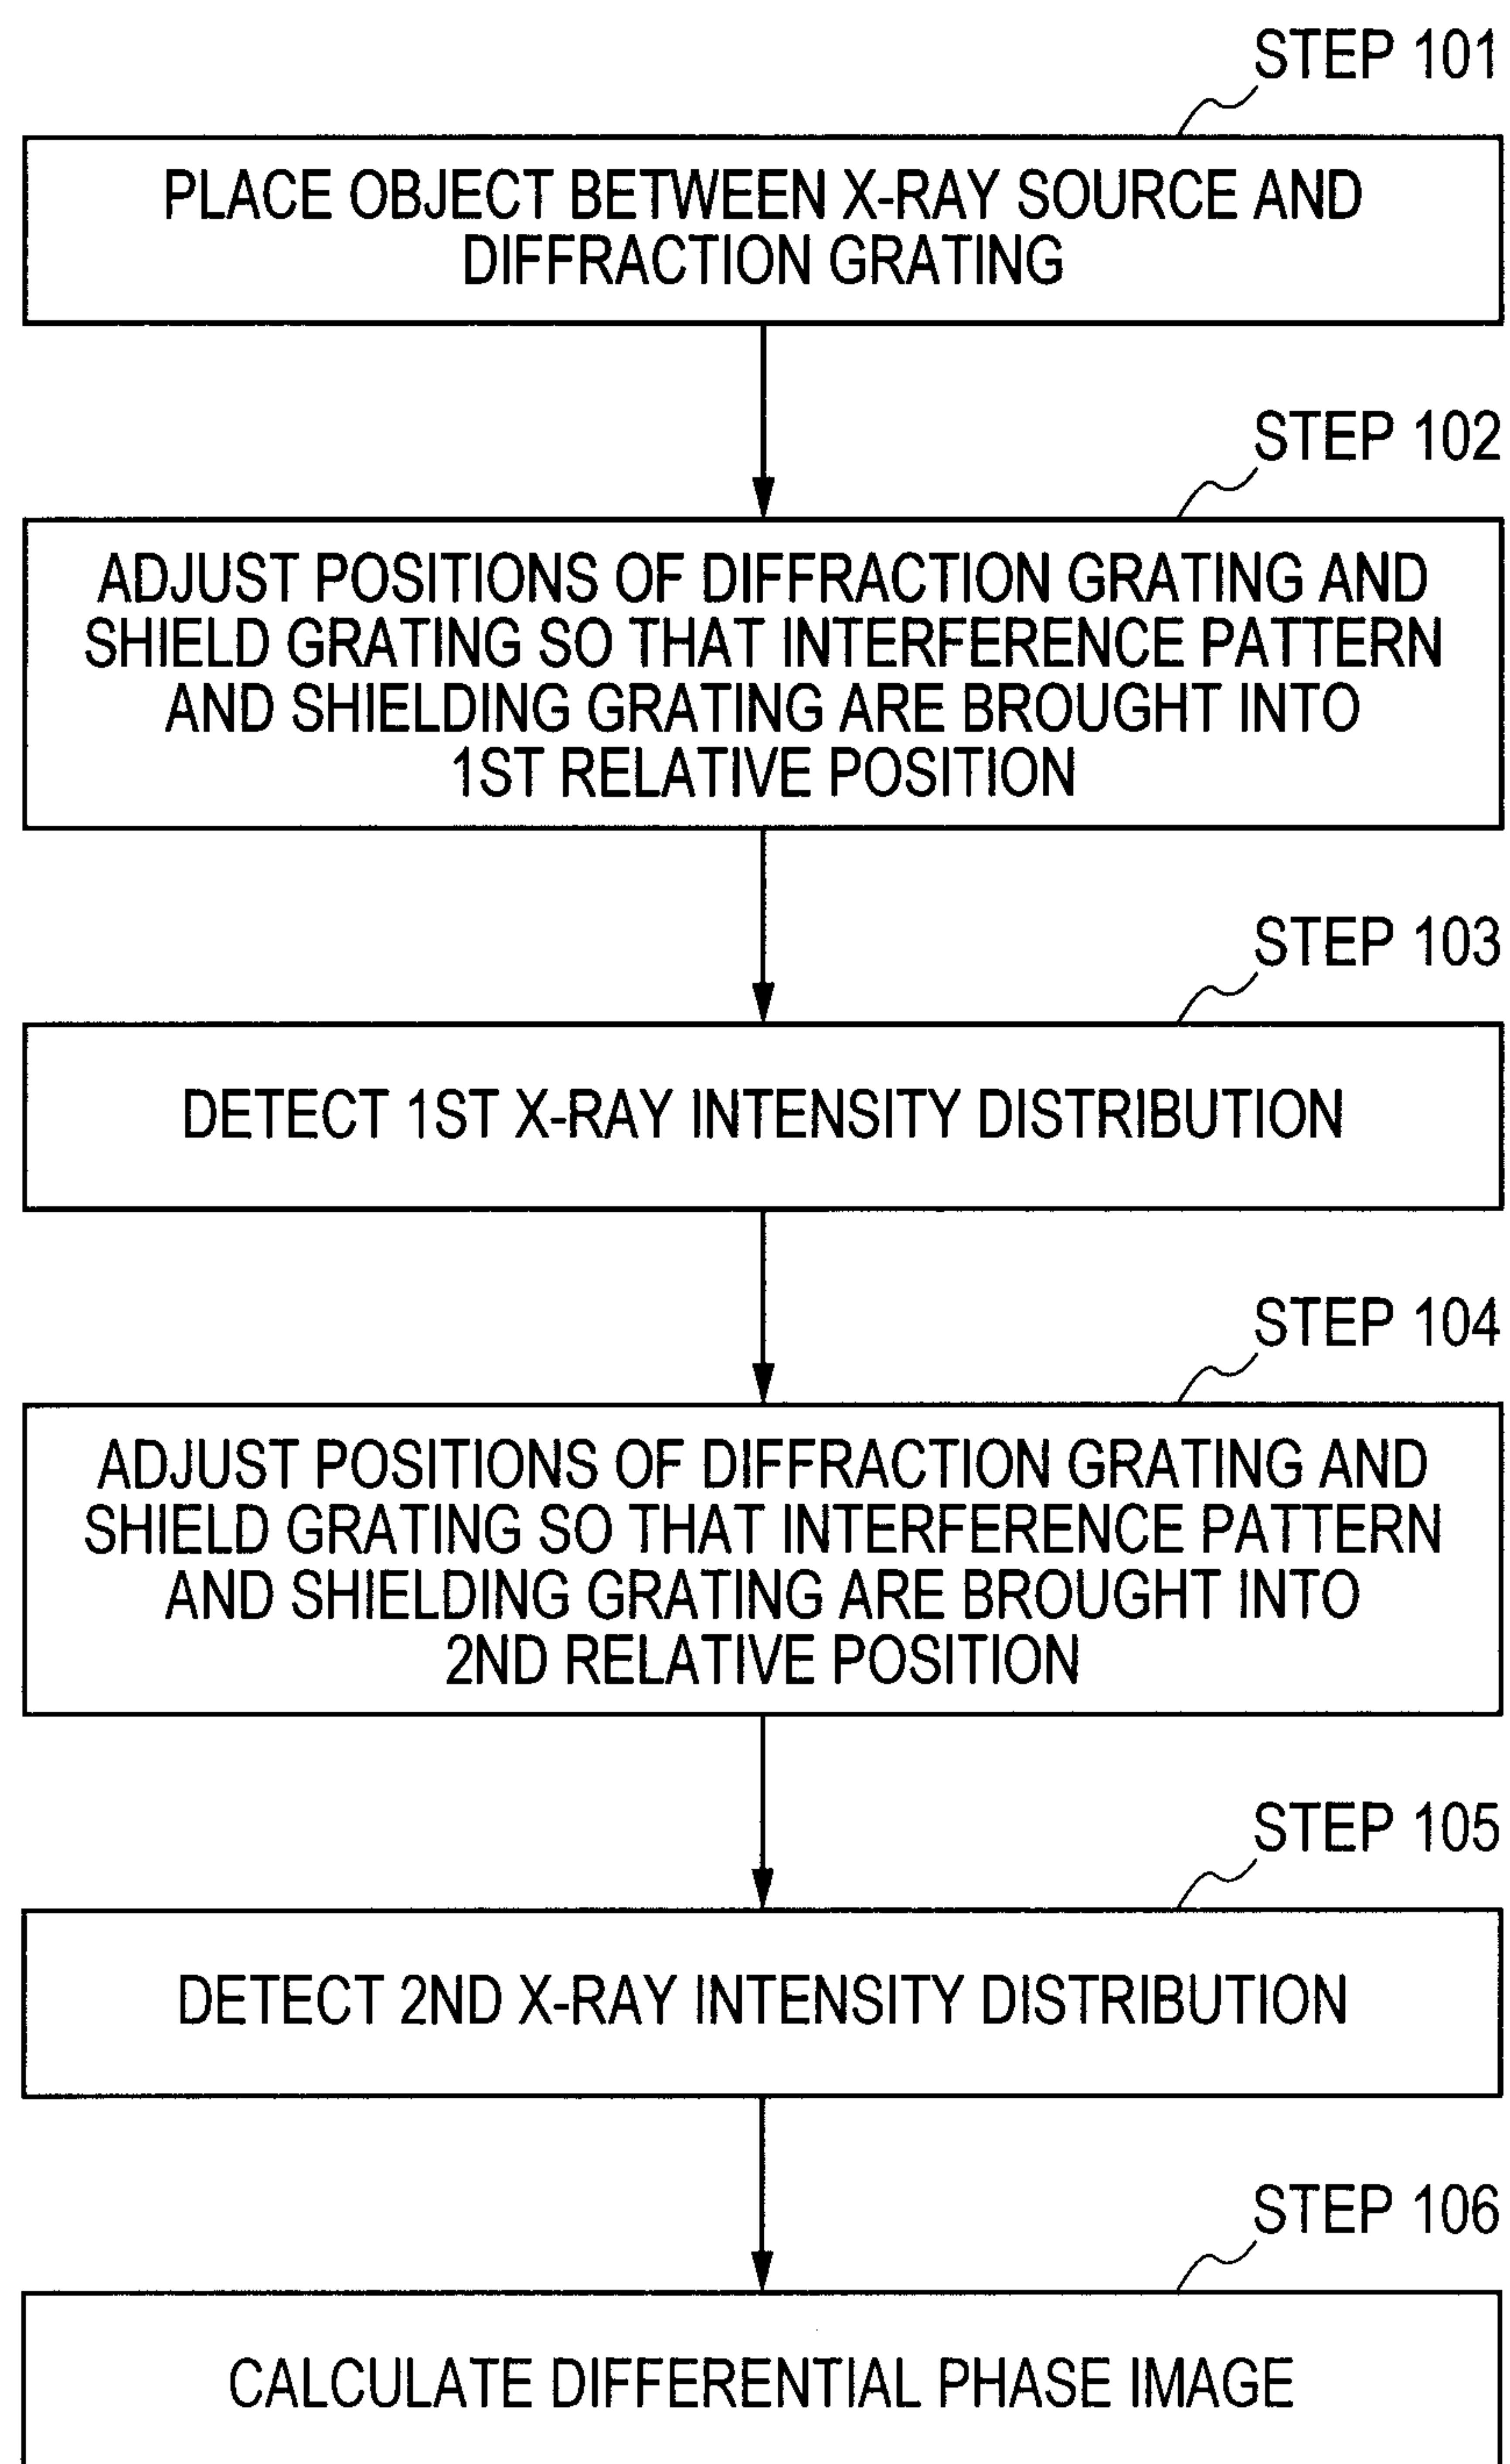 STEP 101
PLACE OBJECT BETWEEN X-RAY SOURCE AND
DIFFRACTION GRATING
STEP 102
ADJUST POSITIONS OF DIFFRACTION GRATING AND
SHIELD GRATING SO THAT INTERFERENCE PATTERN
AND SHIELDING GRATING ARE BROUGHT INTO
1ST RELATIVE POSITION
STEP 103
DETECT 1ST X-RAY INTENSITY DISTRIBUTION
STEP 104
ADJUST POSITIONS OF DIFFRACTION GRATING AND
SHIELD GRATING SO THAT INTERFERENCE PATTERN
AND SHIELDING GRATING ARE BROUGHT INTO
2ND RELATIVE POSITION
STEP 105
DETECT 2ND X-RAY INTENSITY DISTRIBUTION
STEP 106
CALCULATE DIFFERENTIAL PHASE IMAGE